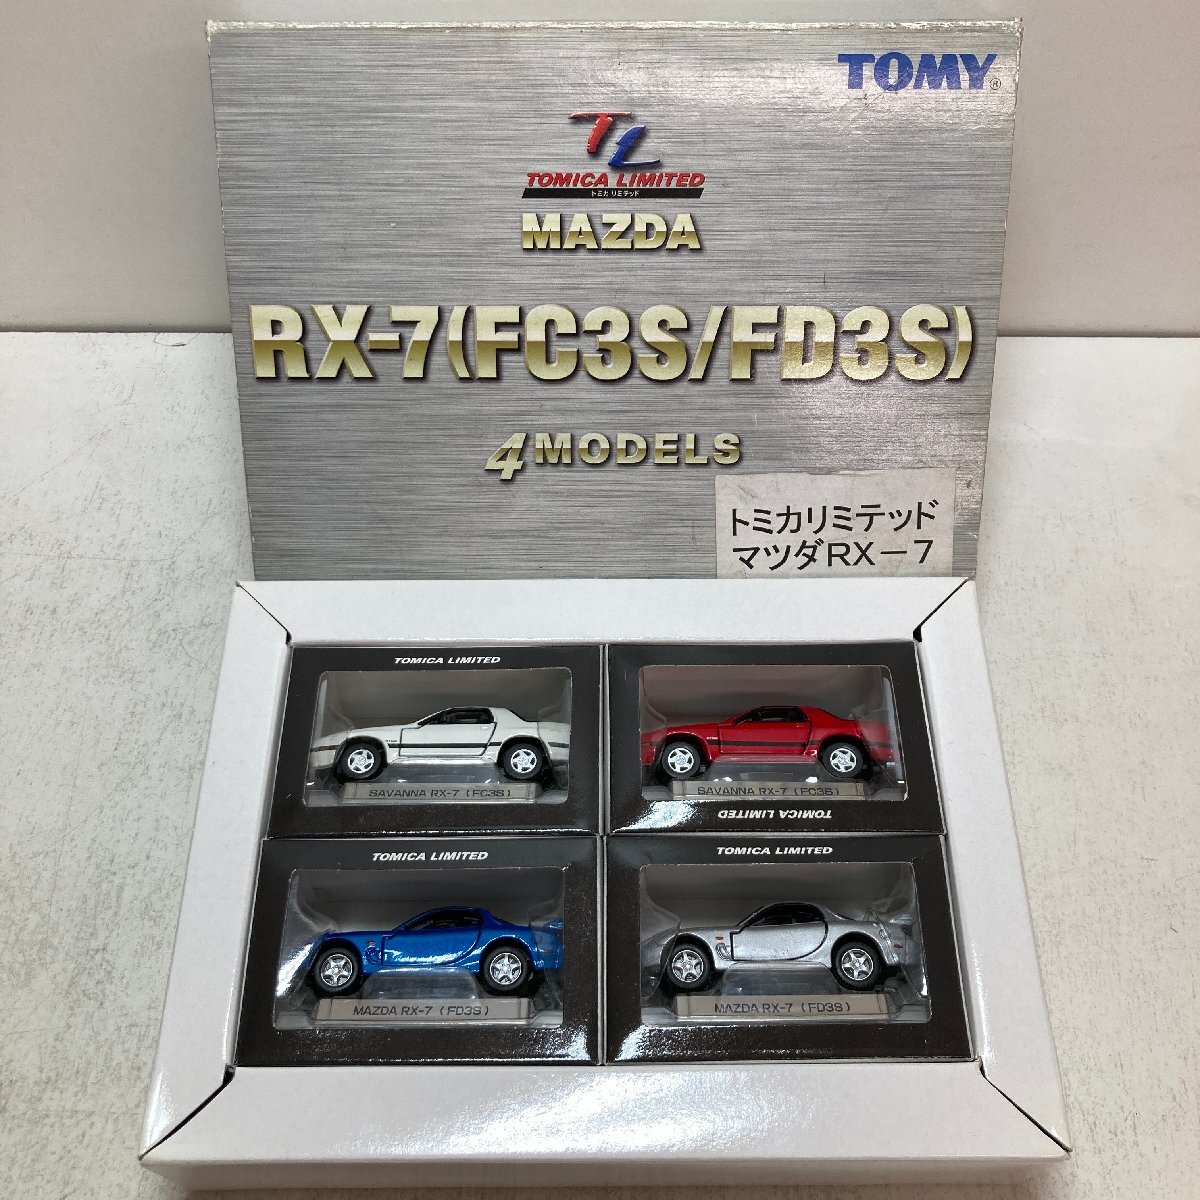 TOMY®
TL
TOMICA LIMITED
トミカリミテッド
MAZDA
RX-7(FC3S/FD3S)
4 MODELS
トミカリミテッド
マツダRX-7
TOMICA LIMITED
SAVANNA RX-7 (FC3S)
SAVANNA RX-7 (FC3S)
TOMICA LIMITED
TOMICA LIMITED
MAZDA RX-7 (FD3S)
TOMICA LIMITED
MAZDA RX-7 (FD3S)